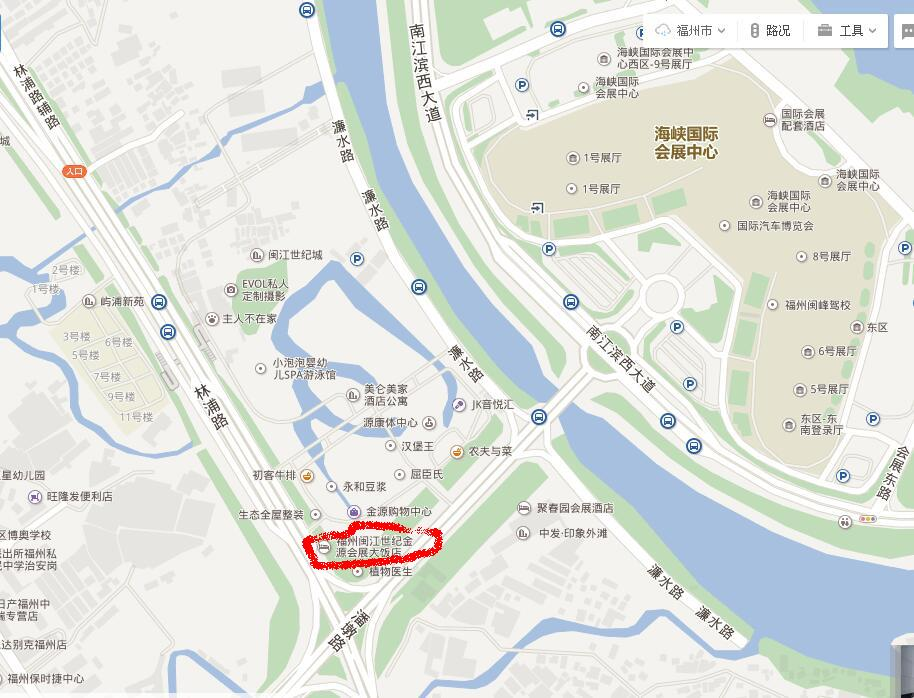 福州市
路况
工具
海峡国际会展中
心西区-9号展厅
海峡国际
会展中心
林浦路辅路
南江滨西大道
濂水路
入口
海峡国际
会展中心
国际会展
配套酒店
1号展厅
1号展厅
海峡国际
会展中心
海峡国际
会展中心
濂水路
国际汽车博览会
闽江世纪城
8号展厅
2号楼
1号楼
EVOL私人
定制摄影
屿浦新苑
主人不在家
福州闽峰驾校
东区
3号楼
6号楼
5号楼
南江滨西大道
6号展厅
小泡泡婴幼
儿SPA游泳馆
濂水路
7号楼
9号楼
11号楼
林浦路
美仑美家
酒店公寓
JK音悦汇
5号展厅
源康体中心
东区-东
南登录厅
汉堡王
农夫与菜
会展东路
初客牛排
屈臣氏
星幼儿园
永和豆浆
旺隆发便利店
生态全屋整装
金源购物中心
聚春园会展酒店
区博奥学校
福州闽江世纪金
源会展大饭店
中发·印象外滩
出所福州私
中学治安岗
植物医生
濂水路
濂水路
日产福州中
专营店
潘墩路
达别克福州店
福州保时捷中心
城